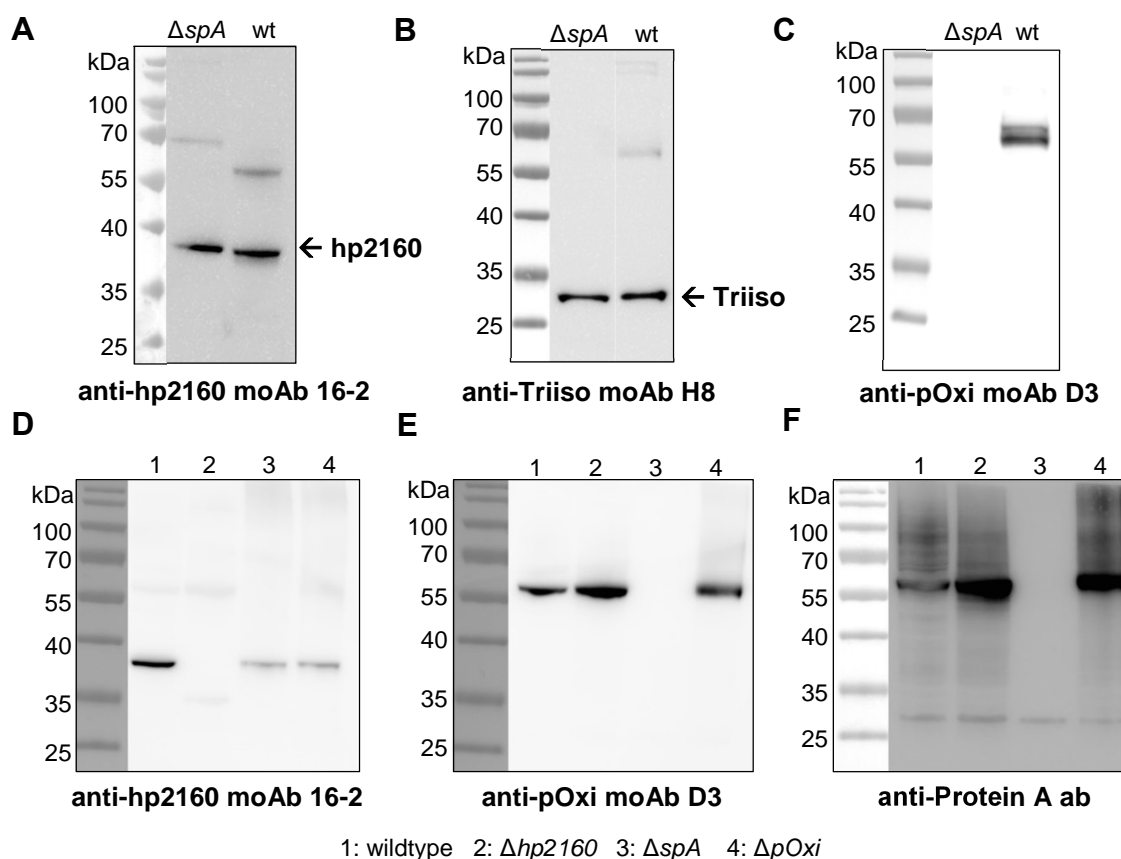 A
ΔspA wt
kDa
100
70
55
40
35
25
← hp2160
anti-hp2160 moAb 16-2
B
ΔspA wt
kDa
100
70
55
40
35
25
← Triiso
anti-Triiso moAb H8
C
ΔspA wt
kDa
100
70
55
40
35
25
anti-pOxi moAb D3
D
1 2 3 4
kDa
100
70
55
40
35
25
anti-hp2160 moAb 16-2
E
1 2 3 4
kDa
100
70
55
40
35
25
anti-pOxi moAb D3
F
1 2 3 4
kDa
100
70
55
40
35
25
anti-Protein A ab
1: wildtype 2: Δhp2160 3: ΔspA 4: ΔpOxi